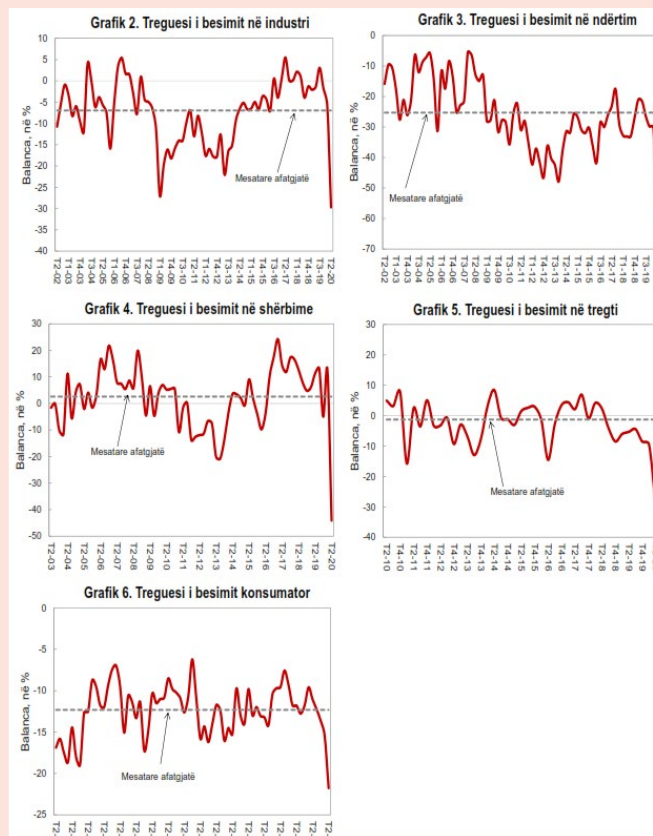 Grafik 2. Treguesi i besimit në industri
Balanca, në %
10
5
0
-5
-10
-15
-20
-25
-30
-35
-40
Mesatare afatgjatë
T2-02
T1-03
T4-03
T3-04
T2-05
T1-06
T4-06
T3-07
T2-08
T1-09
T4-09
T3-10
T2-11
T1-12
T4-12
T3-13
T2-14
T1-15
T4-15
T3-16
T2-17
T1-18
T4-18
T3-19
T2-20
Grafik 3. Treguesi i besimit në ndërtim
Balanca, në %
0
-10
-20
-30
-40
-50
-60
-70
Mesatare afatgjatë
T2-02
T1-03
T4-03
T3-04
T2-05
T1-06
T4-06
T3-07
T2-08
T1-09
T4-09
T3-10
T2-11
T1-12
T4-12
T3-13
T2-14
T1-15
T4-15
T3-16
T2-17
T1-18
T4-18
T3-19
Grafik 4. Treguesi i besimit në shërbime
Balanca, në %
30
20
10
0
-10
-20
-30
-40
-50
Mesatare afatgjatë
T2-03
T2-04
T2-05
T2-06
T2-07
T2-08
T2-09
T2-10
T2-11
T2-12
T2-13
T2-14
T2-15
T2-16
T2-17
T2-18
T2-19
T2-20
Grafik 5. Treguesi i besimit në tregti
Balanca, në %
30
20
10
0
-10
-20
-30
-40
Mesatare afatgjatë
T2-10
T4-10
T2-11
T4-11
T2-12
T4-12
T2-13
T4-13
T2-14
T4-14
T2-15
T4-15
T2-16
T4-16
T2-17
T4-17
T2-18
T4-18
T2-19
T4-19
Grafik 6. Treguesi i besimit konsumator
Balanca, në %
0
-5
-10
-15
-20
-25
Mesatare afatgjatë